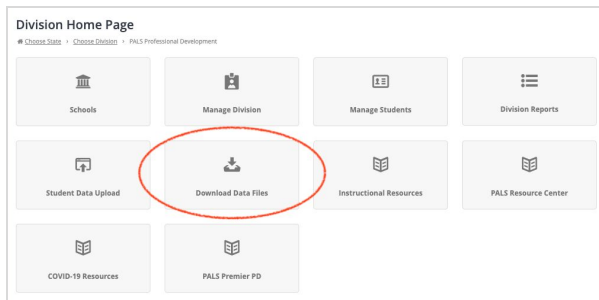 Division Home Page
Choose State › Choose Division › PALS Professional Development
Schools
Manage Division
Manage Students
Division Reports
Student Data Upload
Download Data Files
Instructional Resources
PALS Resource Center
COVID-19 Resources
PALS Premier PD